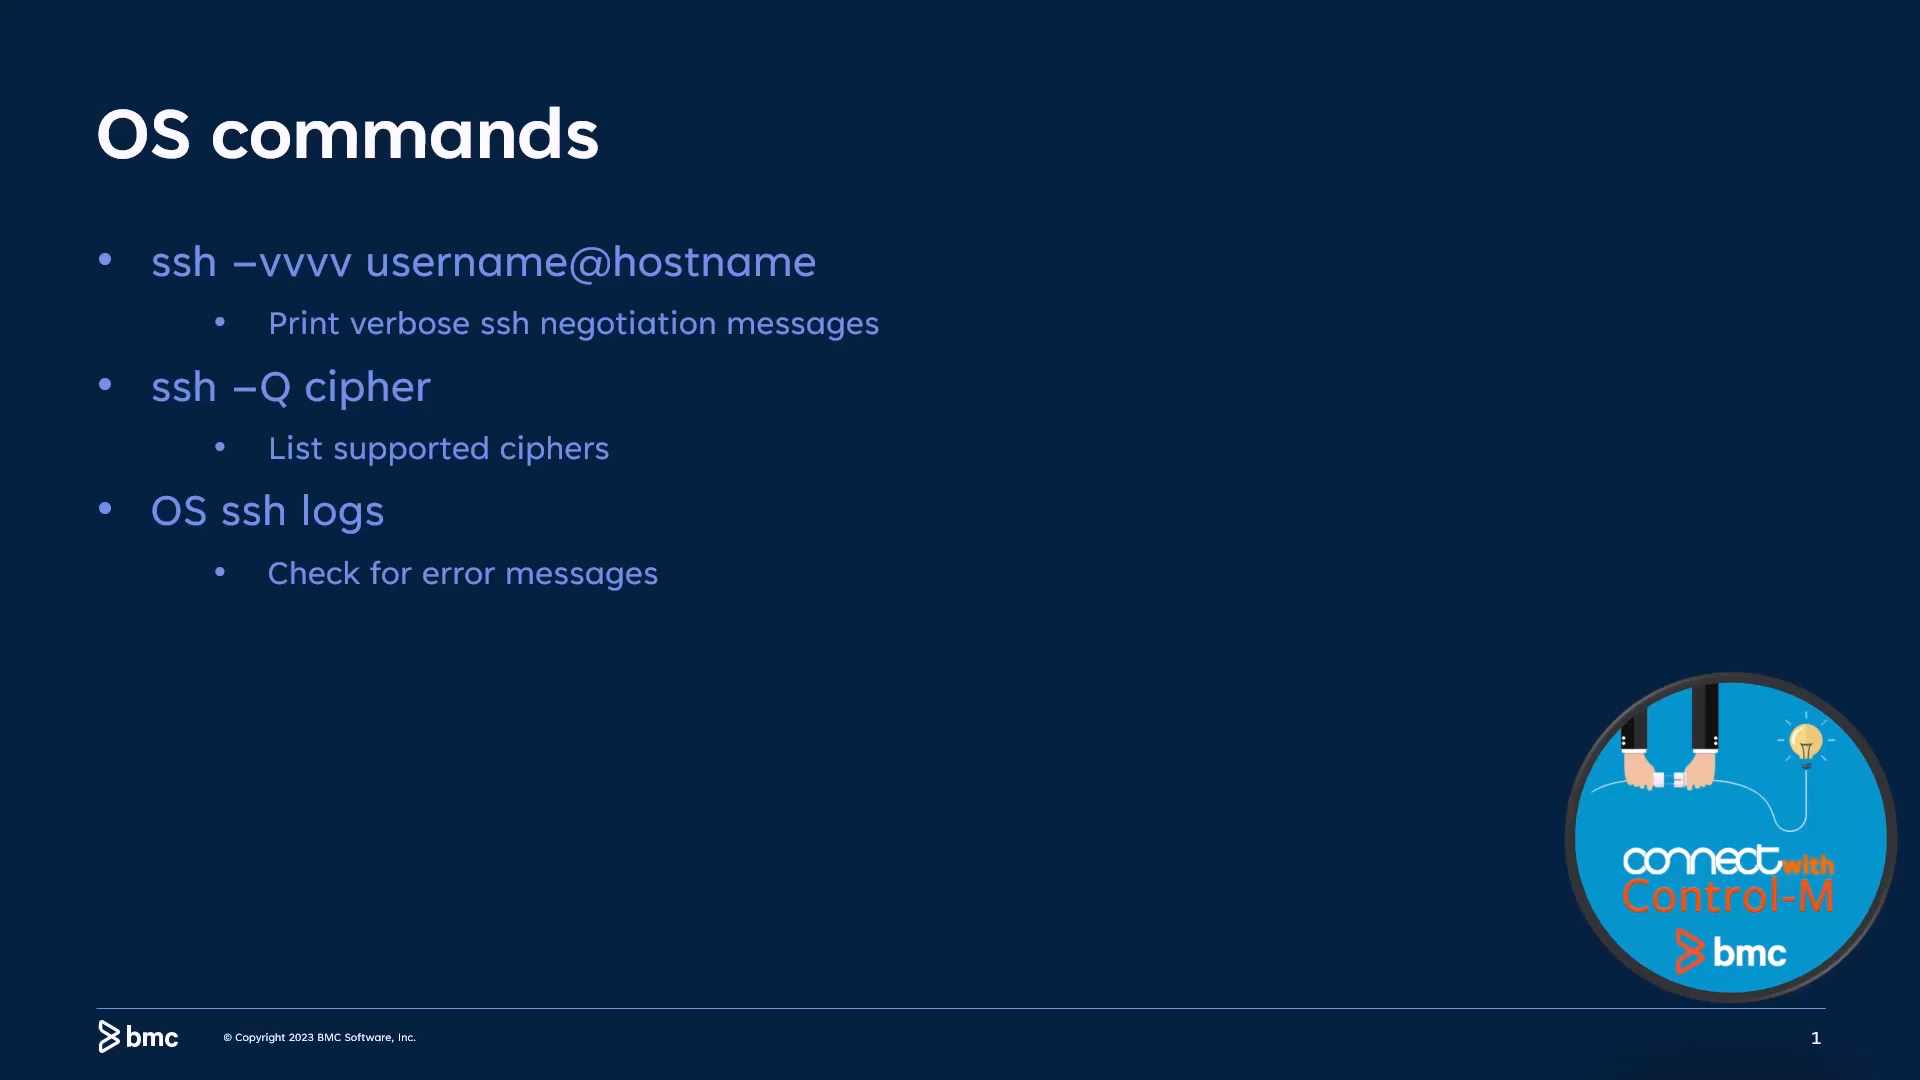 OS commands
• ssh –vvvv username@hostname
• Print verbose ssh negotiation messages
• ssh –Q cipher
• List supported ciphers
• OS ssh logs
• Check for error messages
connect with
Control-M
bmc
bmc
© Copyright 2023 BMC Software, Inc.
1